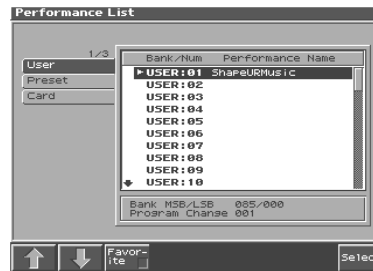 Performance List
1/3
User
Preset
Card
Bank/Num Performance Name
USER:01 ShapeURMusic
USER:02
USER:03
USER:04
USER:05
USER:06
USER:07
USER:08
USER:09
USER:10
Bank MSB/LSB 085/000
Program Change 001
Favor-
ite
Selec